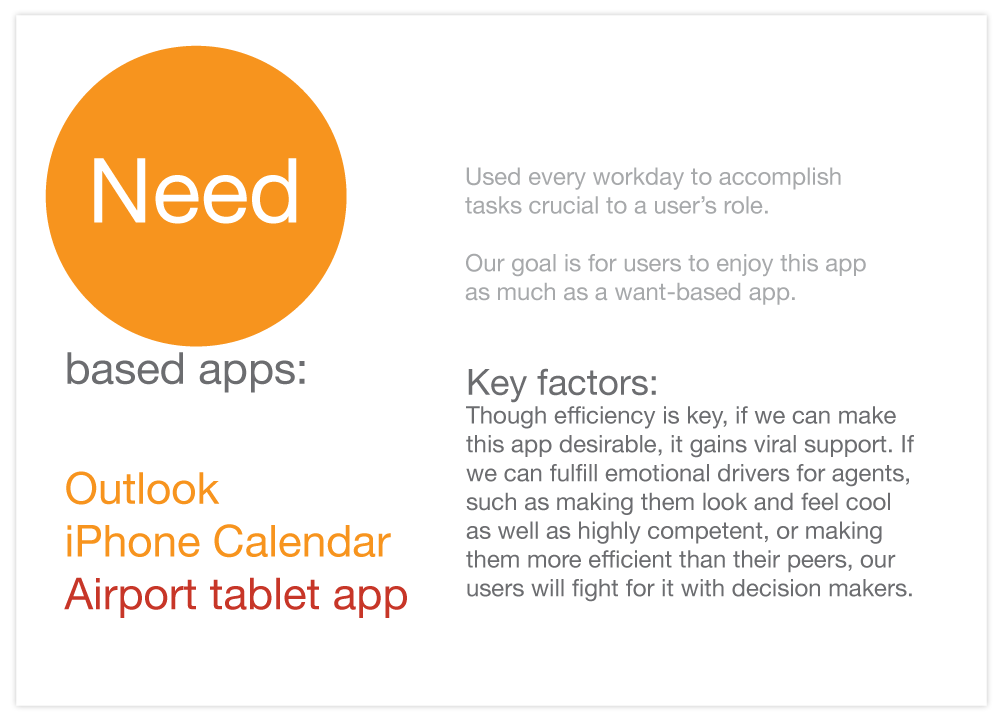 Need
based apps:
Outlook
iPhone Calendar
Airport tablet app
Used every workday to accomplish
tasks crucial to a user’s role.
Our goal is for users to enjoy this app
as much as a want-based app.
Key factors:
Though efficiency is key, if we can make
this app desirable, it gains viral support. If
we can fulfill emotional drivers for agents,
such as making them look and feel cool
as well as highly competent, or making
them more efficient than their peers, our
users will fight for it with decision makers.